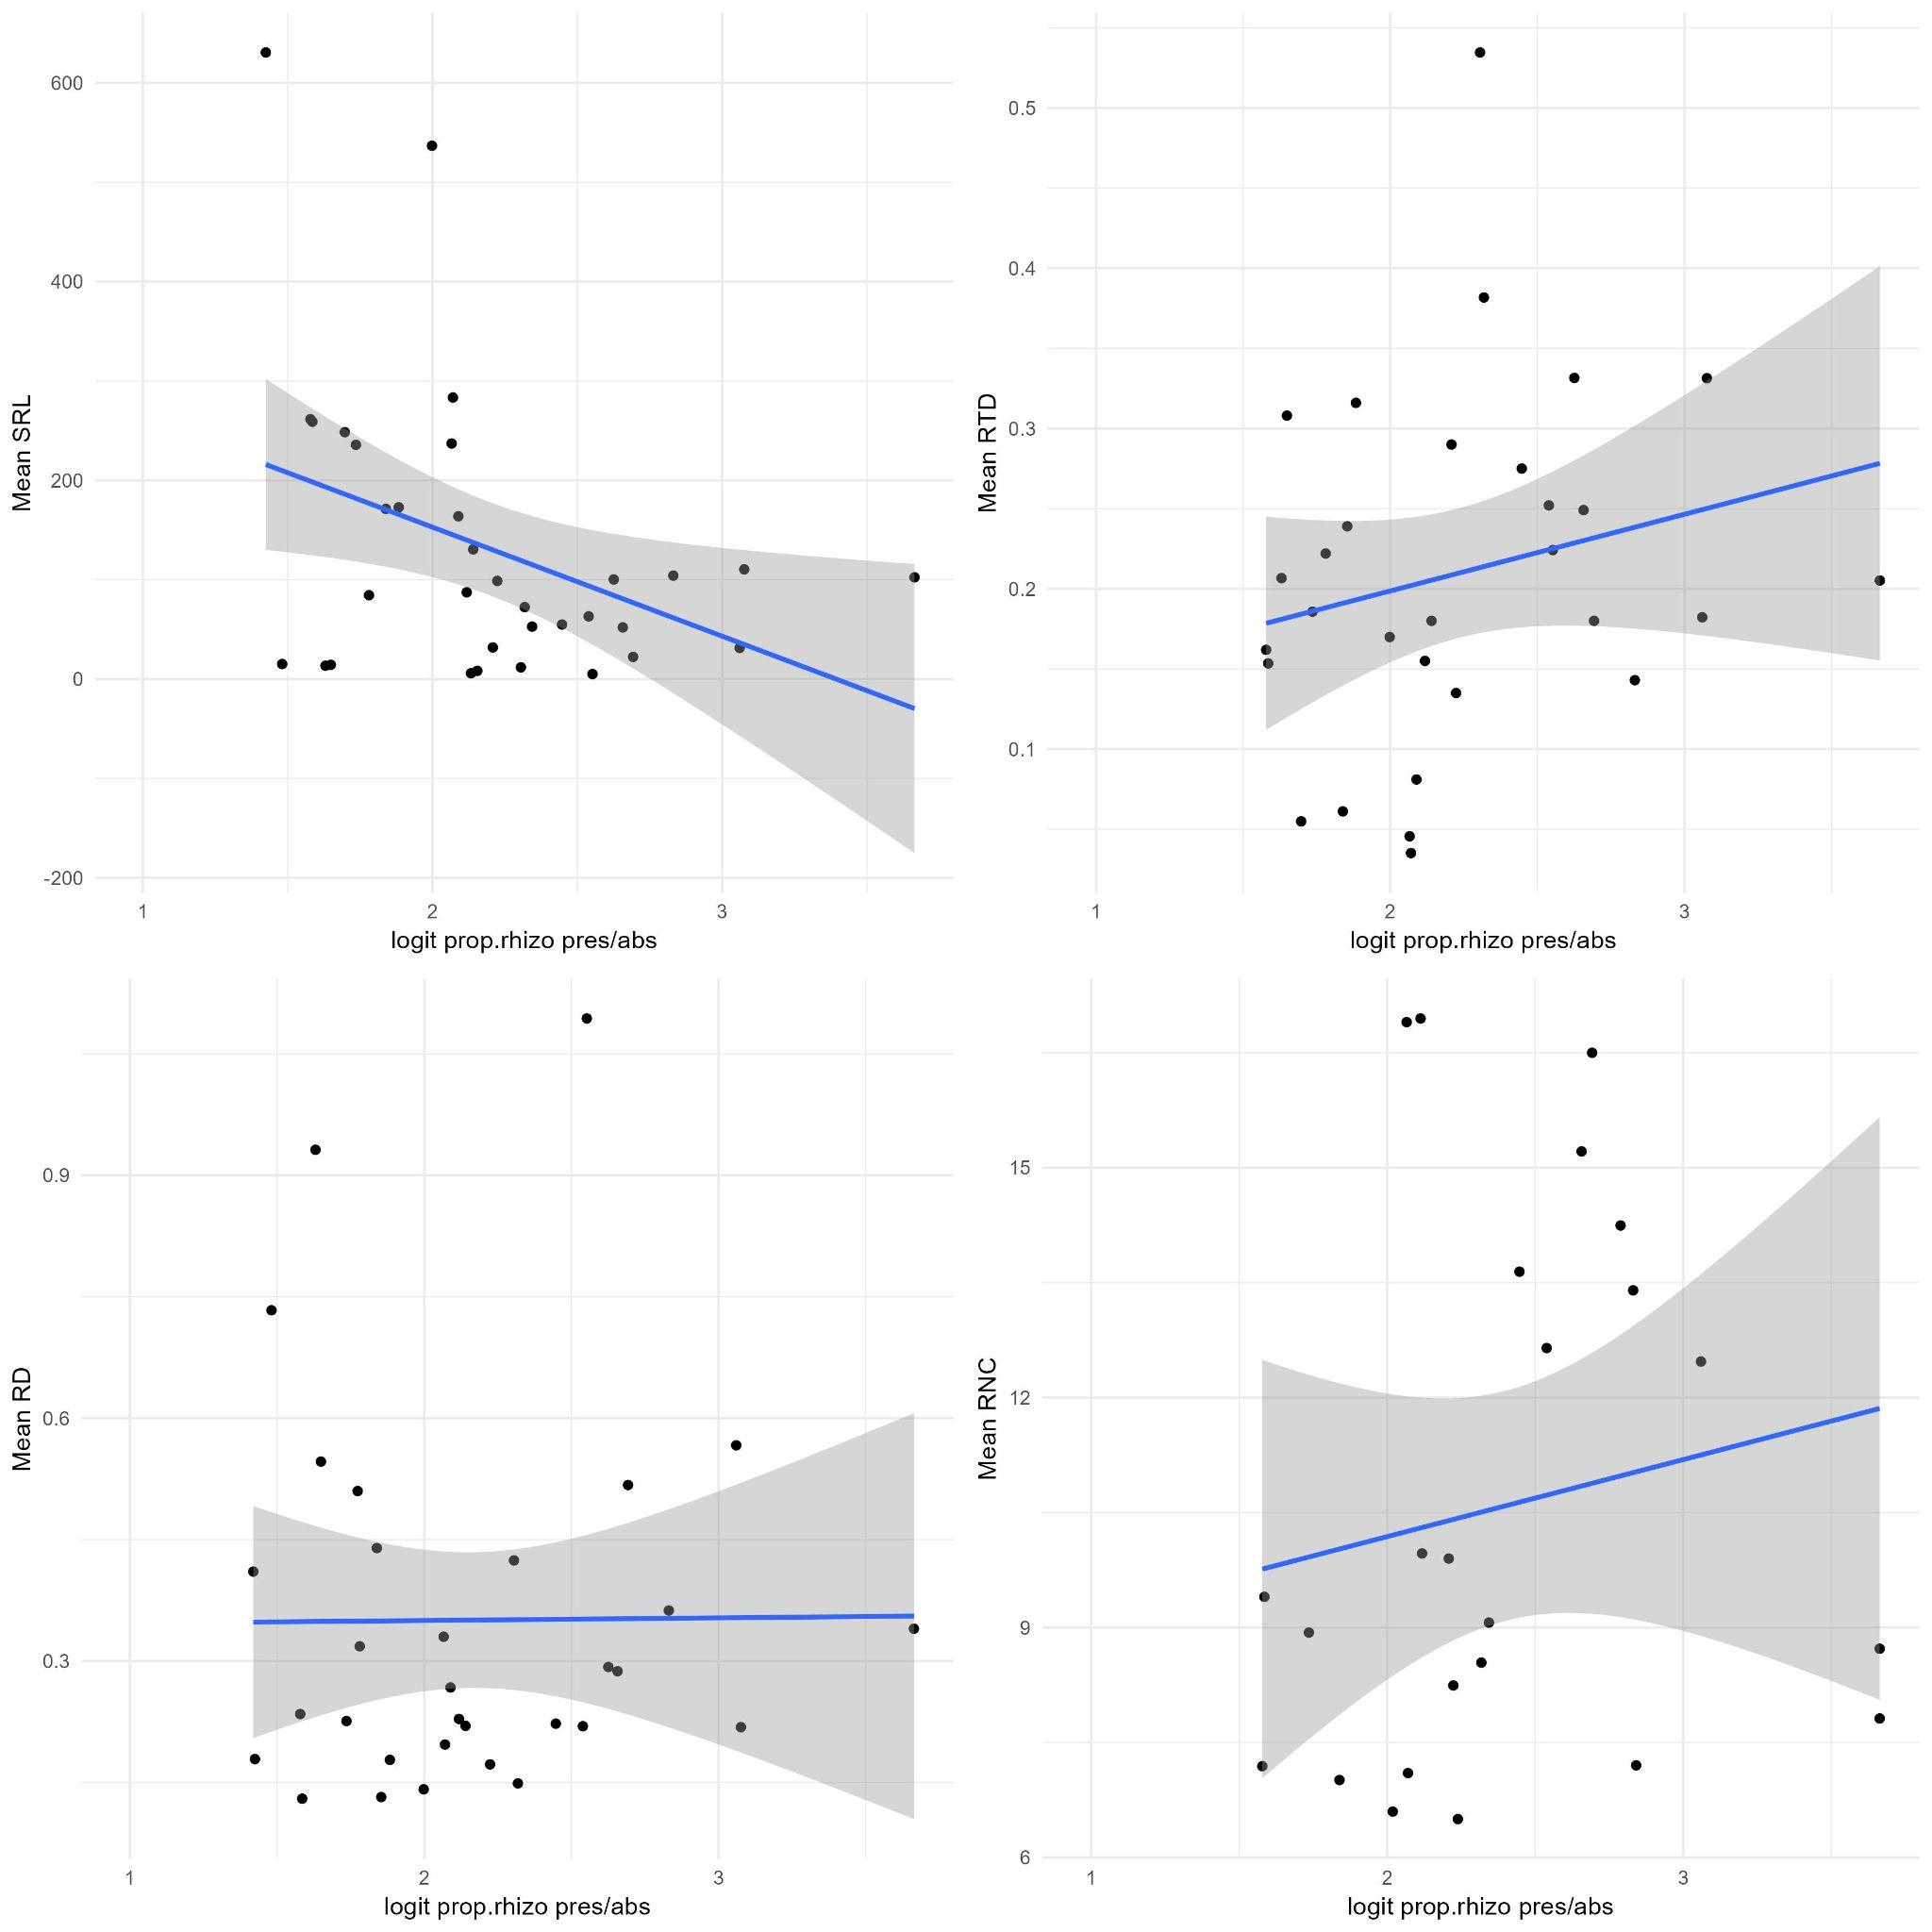 Mean SRL
600
400
200
0
-200
1 2 3
logit prop.rhizo pres/abs
Mean RTD
0.5
0.4
0.3
0.2
0.1
1 2 3
logit prop.rhizo pres/abs
Mean RD
0.9
0.6
0.3
1 2 3
logit prop.rhizo pres/abs
Mean RNC
15
12
9
6
1 2 3
logit prop.rhizo pres/abs